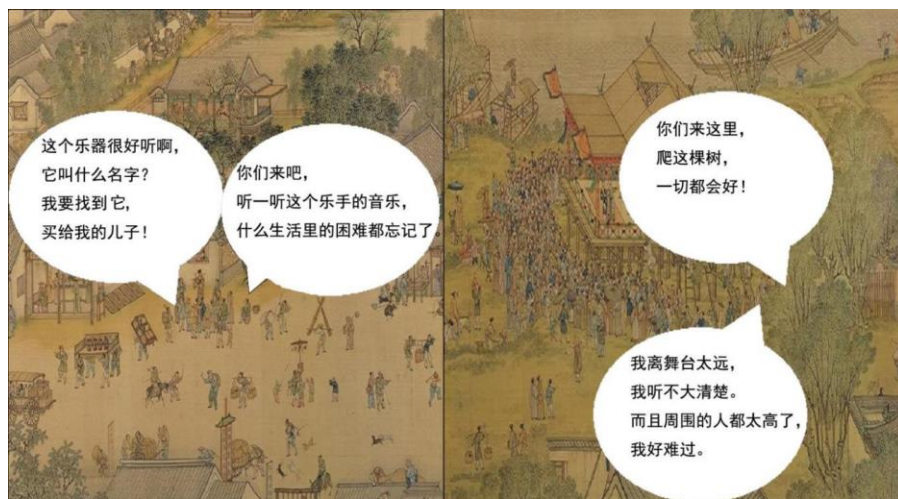 这个乐器很好听啊，
它叫什么名字？
我要找到它，
买给我的儿子！
你们来吧，
听一听这个乐手的音乐，
什么生活里的困难都忘记了。
你们来这里，
爬这棵树，
一切都会好！
我离舞台太远，
我听不大清楚。
而且周围的人都太高了，
我好难过。